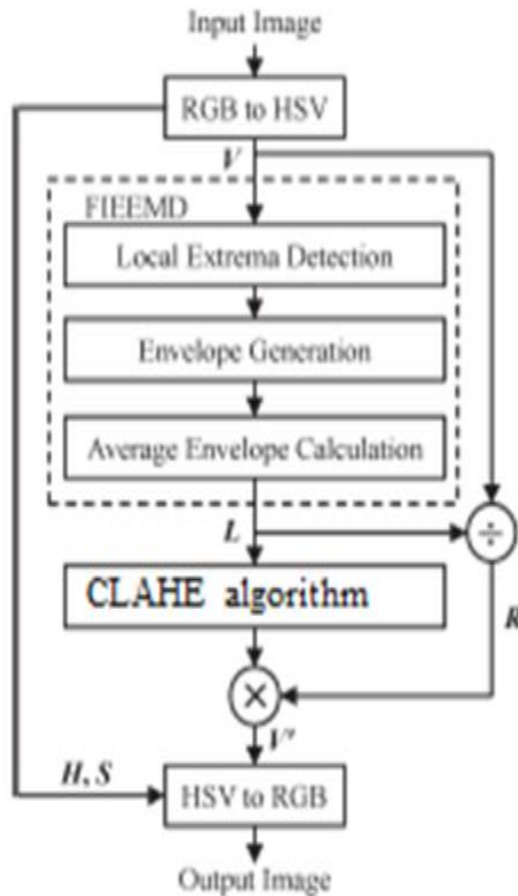 Input Image
RGB to HSV
V
FIEEMD
Local Extrema Detection
Envelope Generation
Average Envelope Calculation
L
÷
CLAHE algorithm
R
×
V'
H, S
HSV to RGB
Output Image